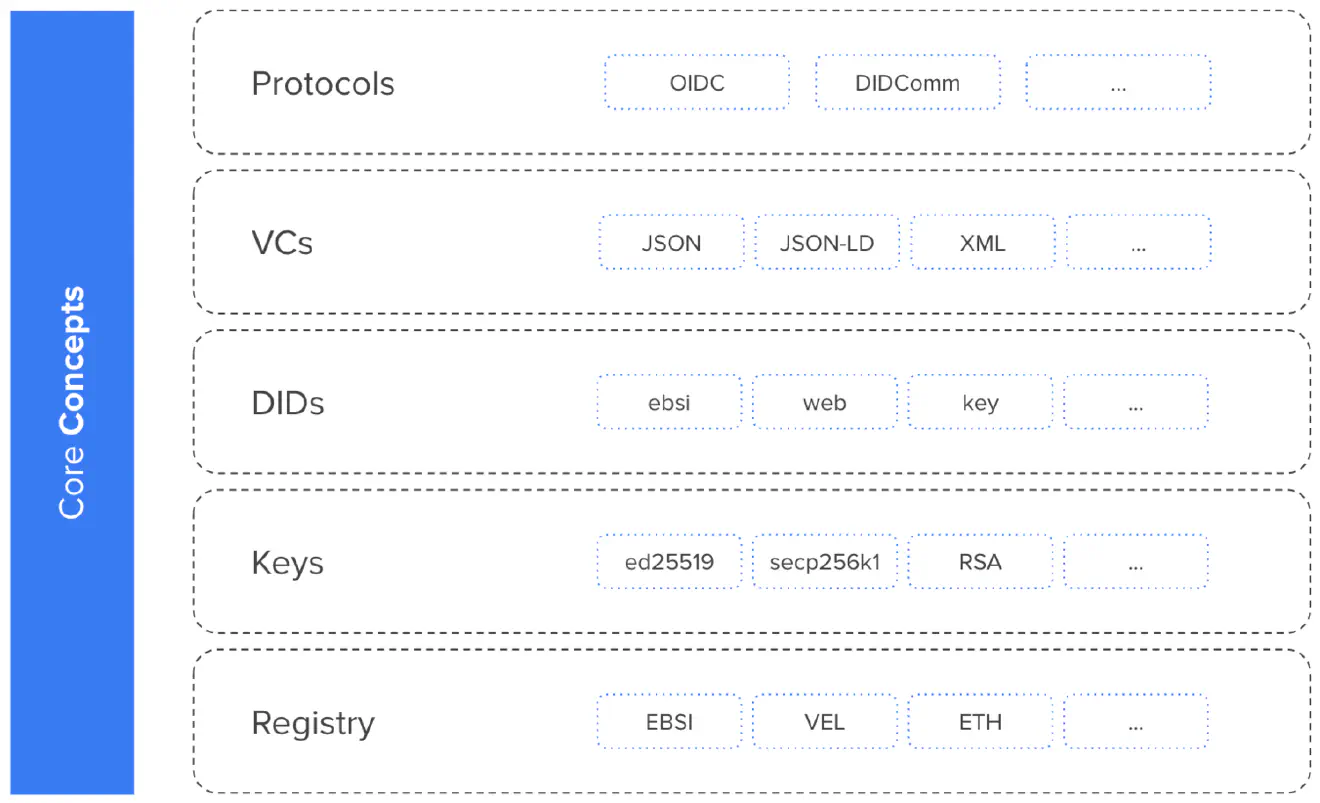 Core Concepts
Protocols
OIDC
DIDComm
...
VCs
JSON
JSON-LD
XML
...
DIDs
ebsi
web
key
...
Keys
ed25519
secp256k1
RSA
...
Registry
EBSI
VEL
ETH
...